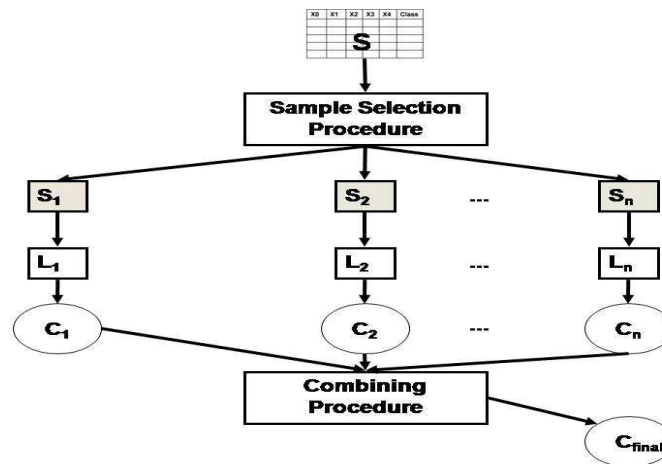 X0 X1 X2 X3 X4 Class
S
Sample Selection
Procedure
S₁ S₂ --- Sₙ
L₁ L₂ --- Lₙ
C₁ C₂ --- Cₙ
Combining
Procedure
C_final